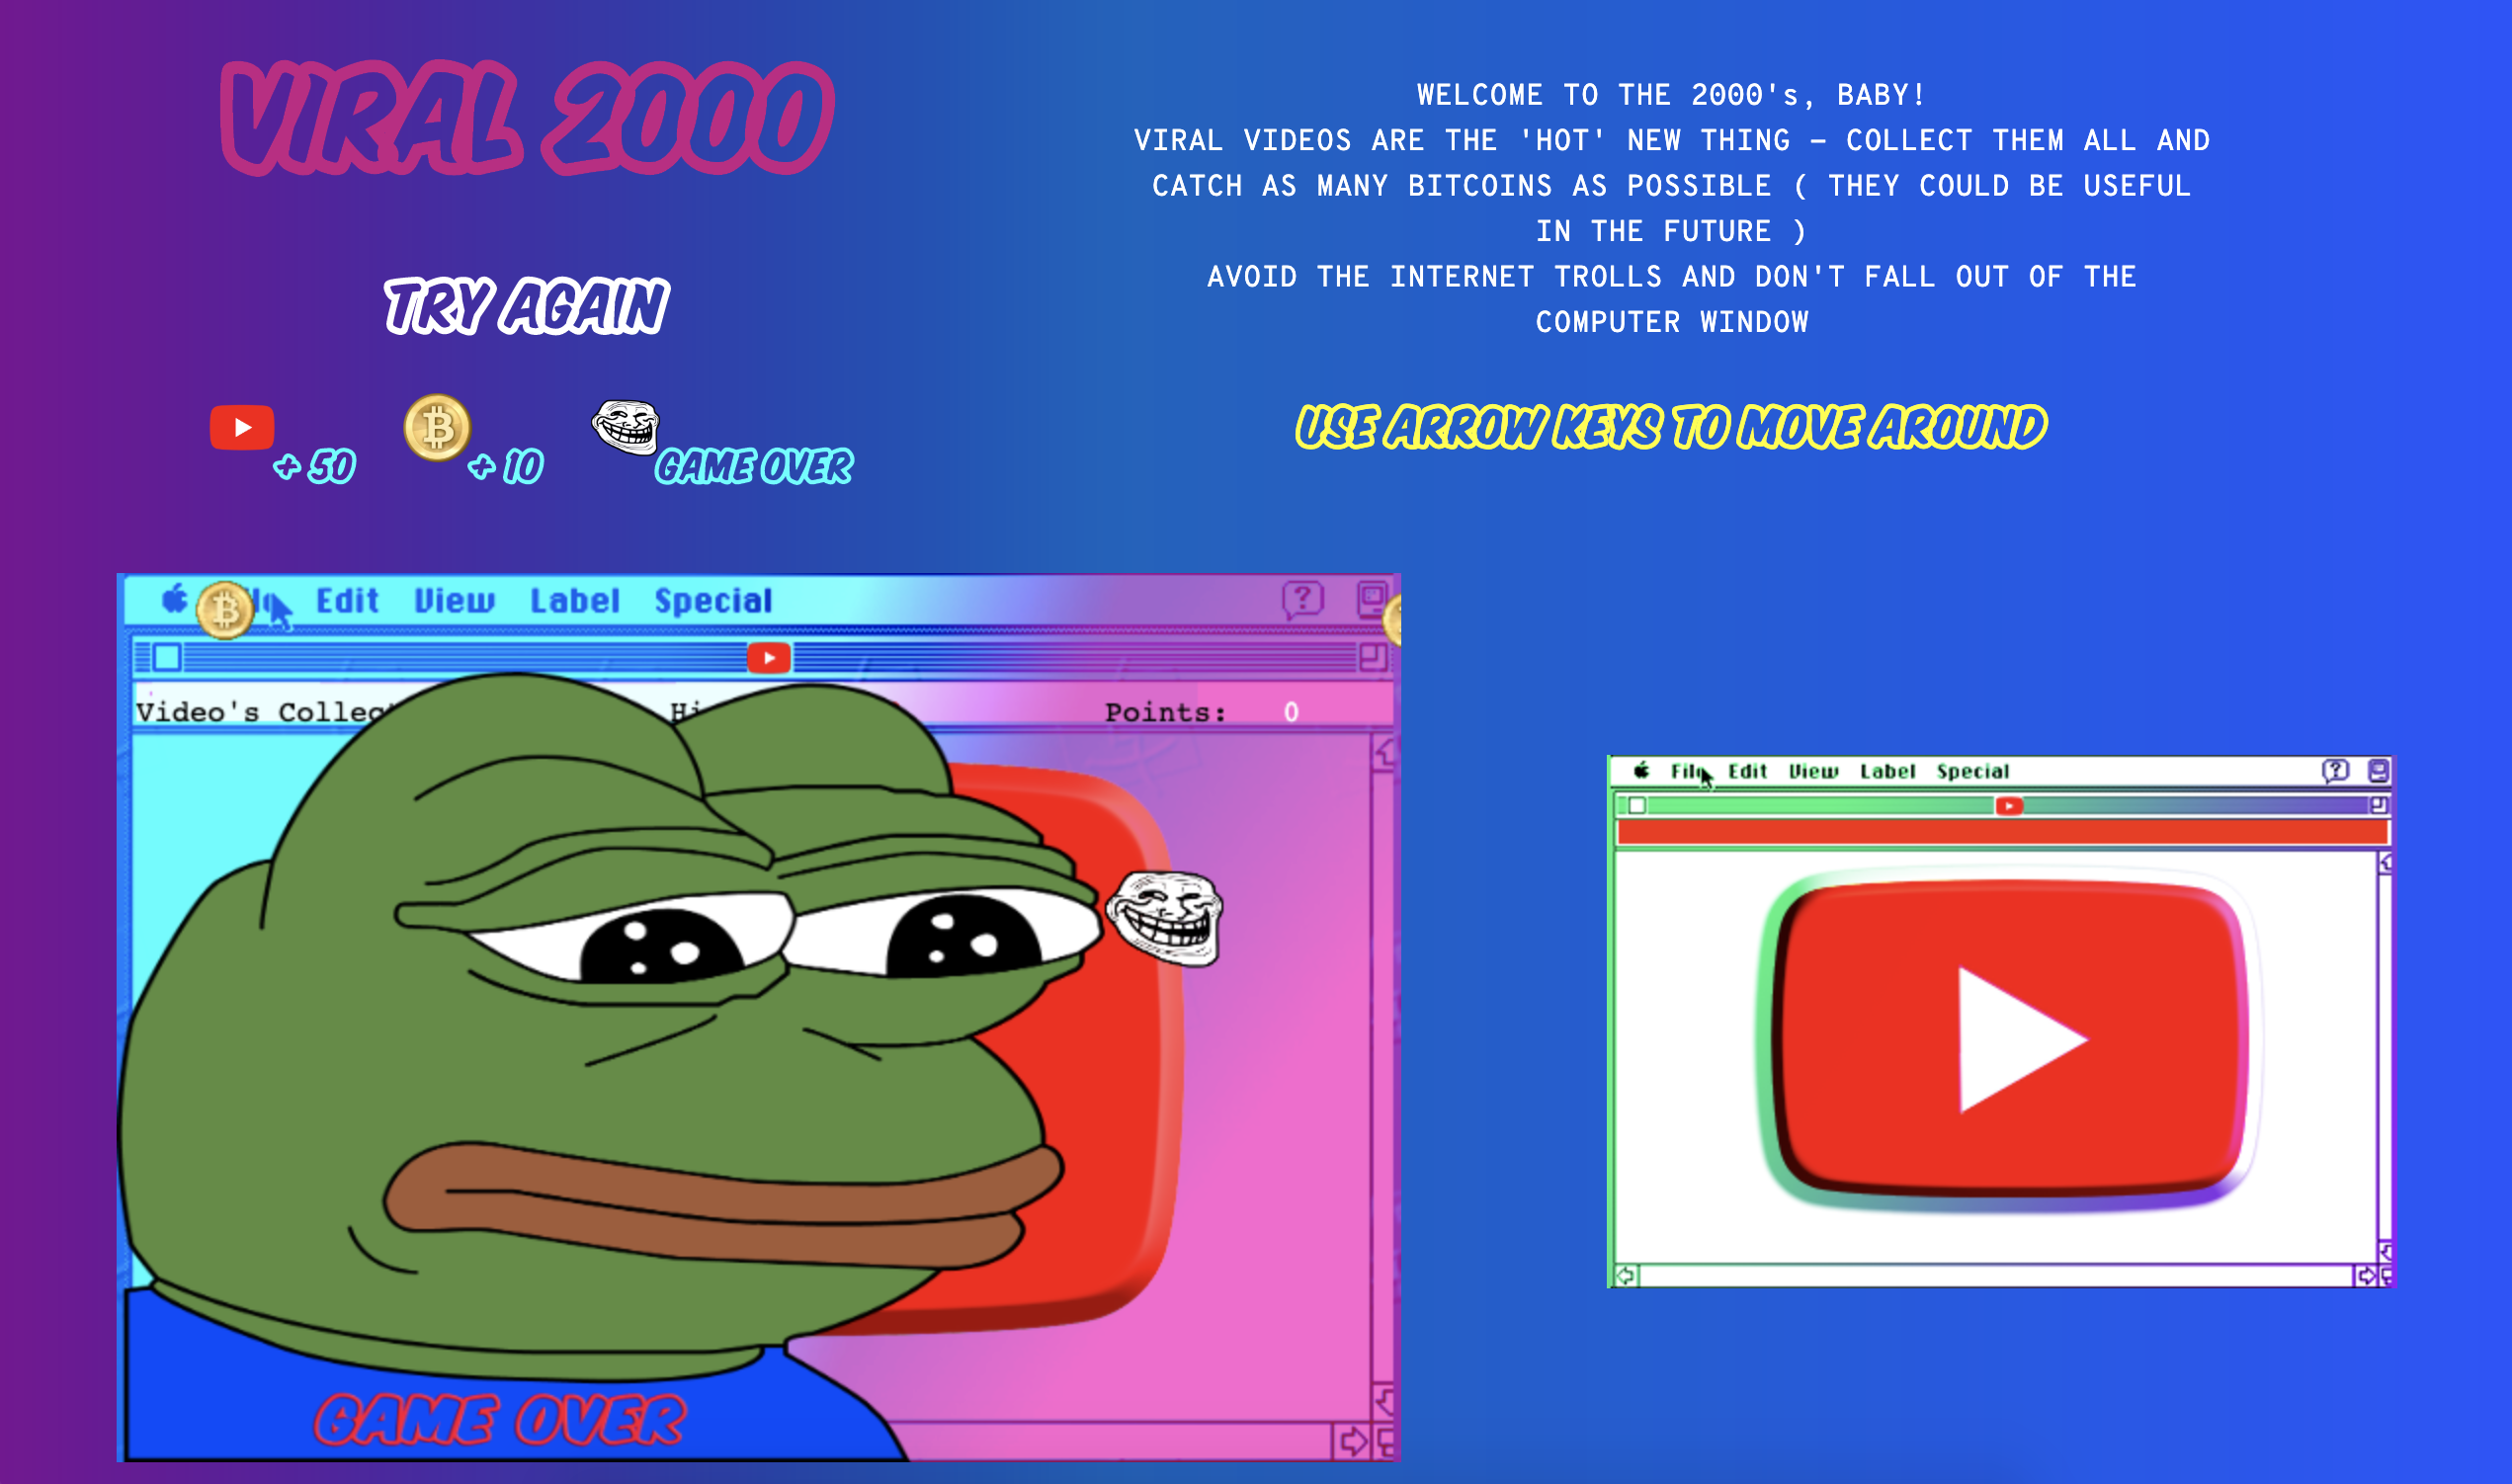 VIRAL 2000
WELCOME TO THE 2000's, BABY!
VIRAL VIDEOS ARE THE 'HOT' NEW THING – COLLECT THEM ALL AND
CATCH AS MANY BITCOINS AS POSSIBLE ( THEY COULD BE USEFUL
IN THE FUTURE )
AVOID THE INTERNET TROLLS AND DON'T FALL OUT OF THE
COMPUTER WINDOW
TRY AGAIN
+ 50 + 10 GAME OVER
USE ARROW KEYS TO MOVE AROUND
Edit View Label Special ?
Video's Points: 0
GAME OVER
File Edit View Label Special ?